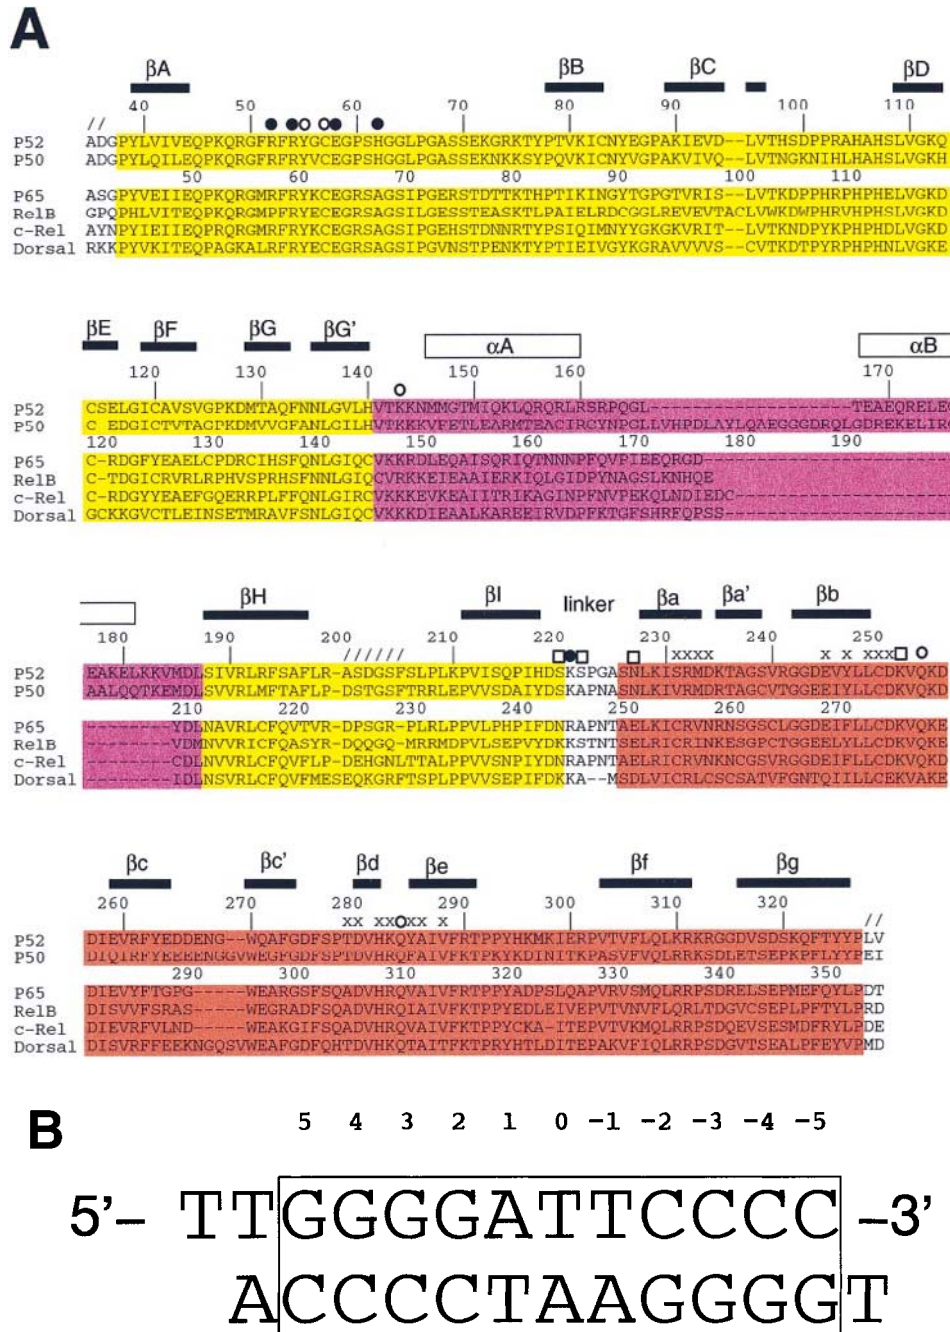 A
βA βB βC βD
40 50 60 70 80 90 100 110
P52 ADGPYLVIVEQPKQRGFRFRYGCEGPSHGGLPGASSEKGRKTYPTVKICNYEGPAKIEVD--LVTHSDPPRAHAHSLVGKQ
P50 ADGPYLQILEQPKQRGFRFRYVCEGPSHGGLPGASSEKNKKSYPQVKICNYVGPAKVIVQ--LVTNGKNIHLHAHSLVGKH
50 60 70 80 90 100 110
P65 ASGPYVEIIEQPKQRGMRFRYKCEGRSAGSIPGERSTDTTKTHPTIKINGYTGPGTVRIS--LVTKDPPHRPHPHELVGKD
RelB GPQPHLVITEQPKQRGMPFRYECEGRSAGSILGESSTEASKTLPAIELRDCGGLREVEVTACLVWKDWPHRVHPHSLVGKD
c-Rel AYNPYIEIIEQPRQRGMRFRYKCEGRSAGSIPGEHSTDNNRTYPSIQIMNYYGKGKVRIT--LVTKNDPYKPHPHDLVGKD
Dorsal RKKPYVKITEQPAGKALRFRYECEGRSAGSIPGVNSTPENKTYPTIEIVGYKGRAVVVVS--CVTKDTPYRPHPHNLVGKE
βE βF βG βG' αA αB
120 130 140 150 160 170
P52 CSELGICAVSVGPKDMTAQFNNLGVLHVTKKNMMGTMIQKLQRQRLRSRPQGL-------------------TEAEQRELE
P50 C EDGICTVTAGPKDMVVGFANLGILHVTKKKVFETLEARMTEACIRGYNPGLLVHPDLAYLQAEGGGDRQLGDREKELIR
120 130 140 150 160 170 180 190
P65 C-RDGFYEAELCPDRCIHSFQNLGIQCVKKRDLEQAISQRIQTNNNPFQVPIEEQRGD-----------------------
RelB C-TDGICRVRLRPHVSPRHSFNNLGIQCVRKKEIEAAIERKIQLGIDPYNAGSLKNHQE
c-Rel C-RDGYYEAEFGQERRPLFFQNLGIRCVKKKEVKEAIITRIKAGINPFNVPEKQLNDIEDC--------------------
Dorsal GCKKGVCTLEINSETMRAVFSNLGIQCVKKKDIEAALKAREEIRVDPFKTGFSHRFQPSS---------------------
βH βI linker βa βa' βb
180 190 200 210 220 230 240 250
P52 EAKELKKVMDLSIVRLRFSAFLR-ASDGSFSLPLKPVISQPIHDSKSPGASNLKISRMDKTAGSVRGGDEVYLLCDKVQKD
P50 AALQQTKEMDLSVVRLMFTAFLP-DSTGSFTRRLEPVVSDAIYDSKAPNASNLKIVRMDRTAGCVTGGEEIYLLCDKVQKD
210 220 230 240 250 260 270
P65 --------YDLNAVRLCFQVTVR-DPSGR-PLRLPPVLPHPIFDNRAPNTAELKICRVNRNSGSCLGGDEIFLLCDKVQKE
RelB --------VDMNVVRICFQASYR-DQQGQ-MRRMDPVLSEPVYDKKSTNTSELRICRINKESGPCTGGEELYLLCDKVQKD
c-Rel --------CDLNVVRLCFQVFLP-DEHGNLTTALPPVVSNPIYDNRAPNTAELRICRVNKNCGSVRGGDEIFLLCDKVQKD
Dorsal --------IDLNSVRLCFQVFMESEQKGRFTSPLPPVVSEPIFDKKA--MSDLVICRLCSCSATVFGNTQIILLCEKVAKE
βc βc' βd βe βf βg
260 270 280 290 300 310 320
P52 DIEVRFYEDDENG--WQAFGDFSPTDVHKQYAIVFRTPPYHKMKIERPVTVFLQLKRKRGGDVSDSKQFTYYPLV
P50 DIQIRFYEEEENGGVWEGFGDFSPTDVHRQFAIVFKTPKYKDINITKPASVFVQLRRKSDLETSEPKPFLYYPEI
290 300 310 320 330 340 350
P65 DIEVYFTGPG-----WEARGSFSQADVHRQVAIVFRTPPYADPSLQAPVRVSMQLRRPSDRELSEPMEFQYLPDT
RelB DISVVFSRAS-----WEGRADFSQADVHRQIAIVFKTPPYEDLEIVEPVTVNVFLQRLTDGVCSEPLPFTYLPRD
c-Rel DIEVRFVLND-----WEAKGIFSQADVHRQVAIVFKTPPYCKA-ITEPVTVKMQLRRPSDQEVSESMDFRYLPDE
Dorsal DISVRFFEEKNGQSVWEAFGDFQHTDVHKQTAITFKTPRYHTLDITEPAKVFIQLRRPSDGVTSEALPFEYVPMD
B
5 4 3 2 1 0 -1 -2 -3 -4 -5
5'- TTGGGGATTCCCC -3'
ACCCCTAAGGGGT